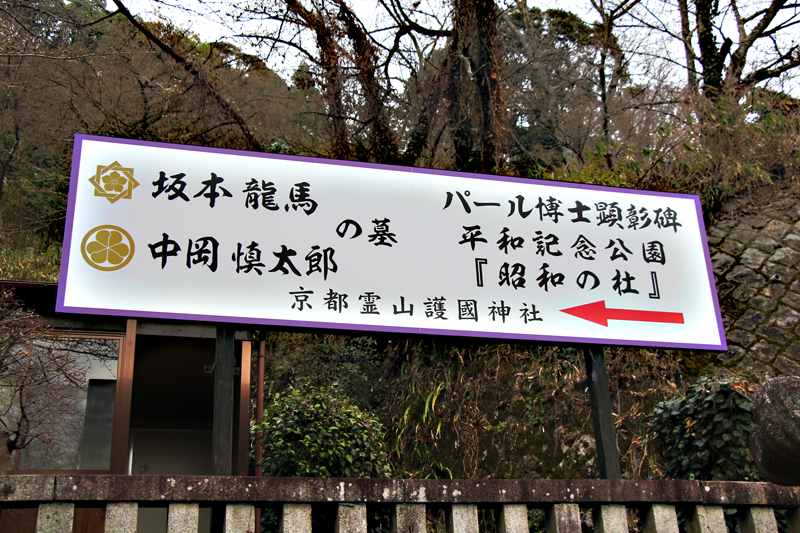 坂本龍馬
中岡慎太郎
の墓
パール博士顕彰碑
平和記念公園
『昭和の杜』
京都霊山護國神社